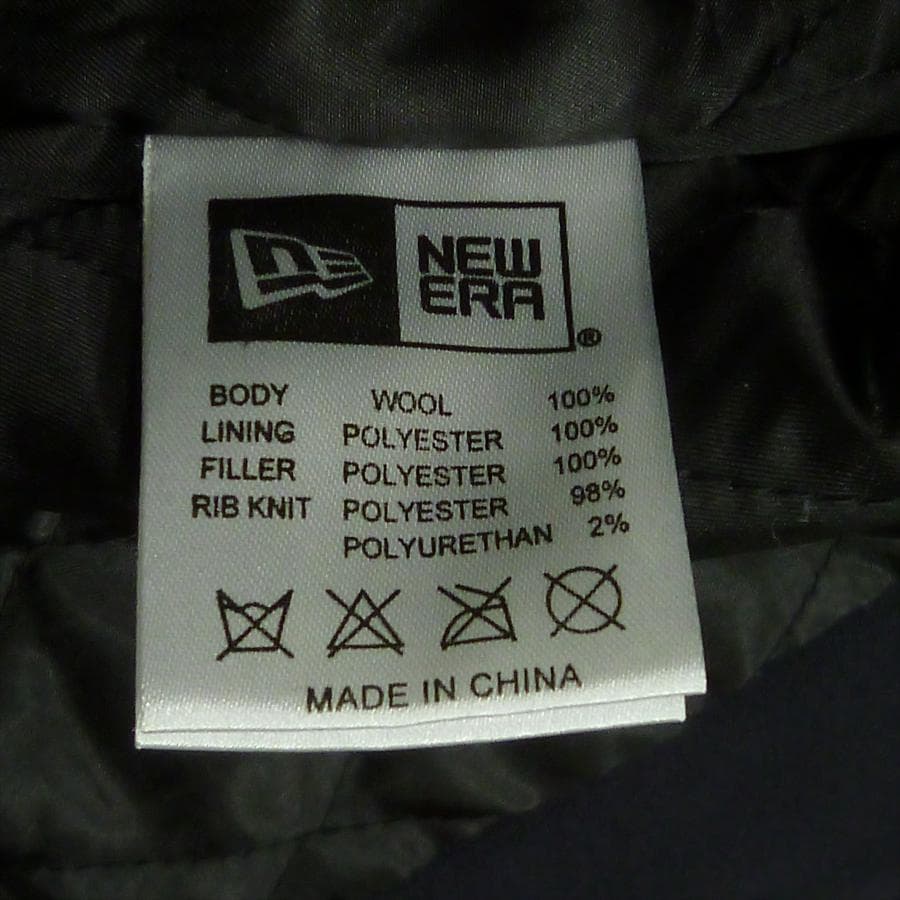 NEW
ERA®
BODY WOOL 100%
LINING POLYESTER 100%
FILLER POLYESTER 100%
RIB KNIT POLYESTER 98%
POLYURETHAN 2%
MADE IN CHINA